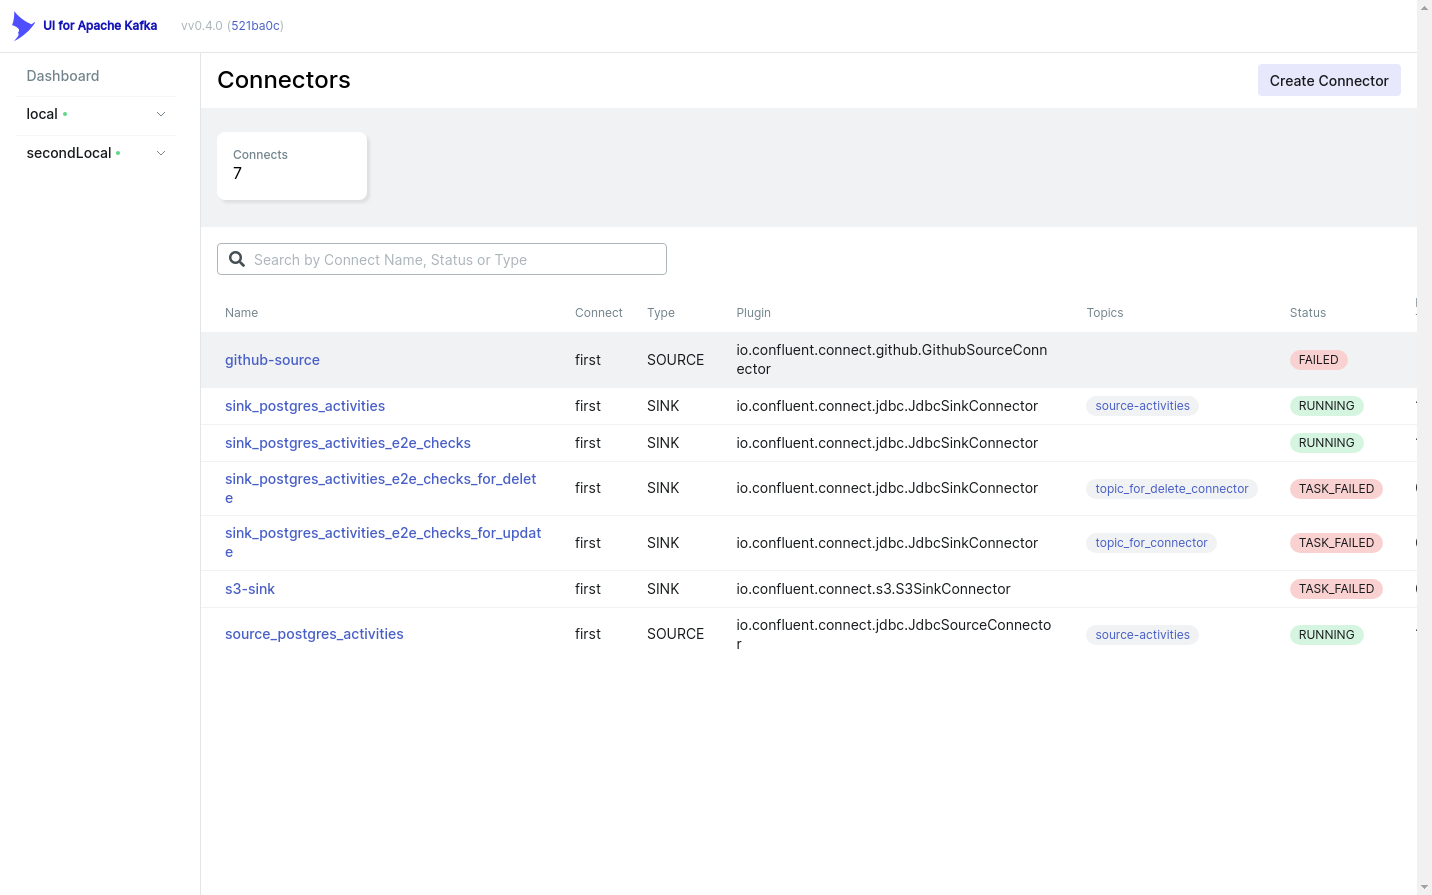 UI for Apache Kafka vv0.4.0 (521ba0c)
Dashboard
local
secondLocal
Connectors
Create Connector
Connects
7
Search by Connect Name, Status or Type
Name Connect Type Plugin Topics Status
github-source first SOURCE io.confluent.connect.github.GithubSourceConn
ector FAILED
sink_postgres_activities first SINK io.confluent.connect.jdbc.JdbcSinkConnector source-activities RUNNING
sink_postgres_activities_e2e_checks first SINK io.confluent.connect.jdbc.JdbcSinkConnector RUNNING
sink_postgres_activities_e2e_checks_for_delet
e first SINK io.confluent.connect.jdbc.JdbcSinkConnector topic_for_delete_connector TASK_FAILED
sink_postgres_activities_e2e_checks_for_updat
e first SINK io.confluent.connect.jdbc.JdbcSinkConnector topic_for_connector TASK_FAILED
s3-sink first SINK io.confluent.connect.s3.S3SinkConnector TASK_FAILED
source_postgres_activities first SOURCE io.confluent.connect.jdbc.JdbcSourceConnecto
r source-activities RUNNING